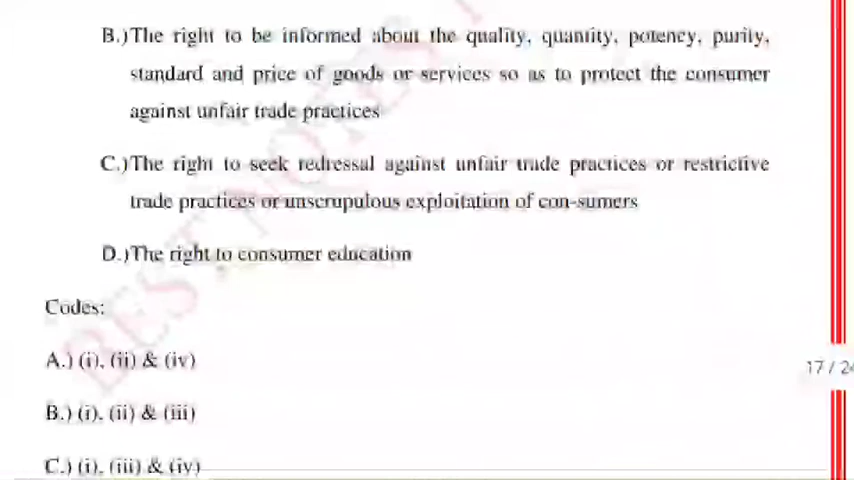 B.)The right to be informed about the quality, quantity, potency, purity,
standard and price of goods or services so as to protect the consumer
against unfair trade practices
C.)The right to seek redressal against unfair trade practices or restrictive
trade practices or unscrupulous exploitation of con-sumers
D.)The right to consumer education
Codes:
A.) (i), (ii) & (iv)
17 / 24
B.) (i), (ii) & (iii)
C.) (i), (iii) & (iv)
BEST NOTES